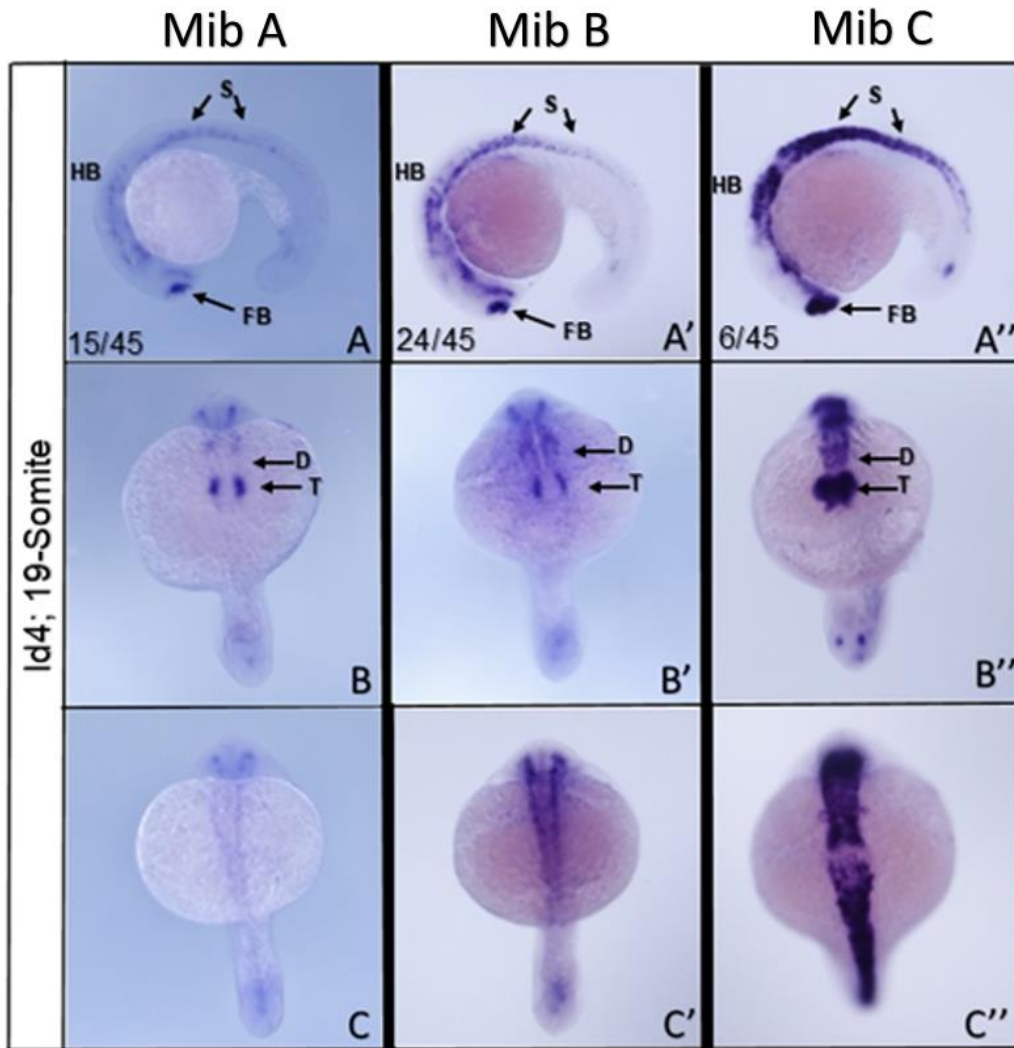 Mib A
Mib B
Mib C
Id4; 19-Somite
S
HB
FB
15/45
A
S
HB
FB
24/45
A'
S
HB
FB
6/45
A''
D
T
B
D
T
B'
D
T
B''
C
C'
C''